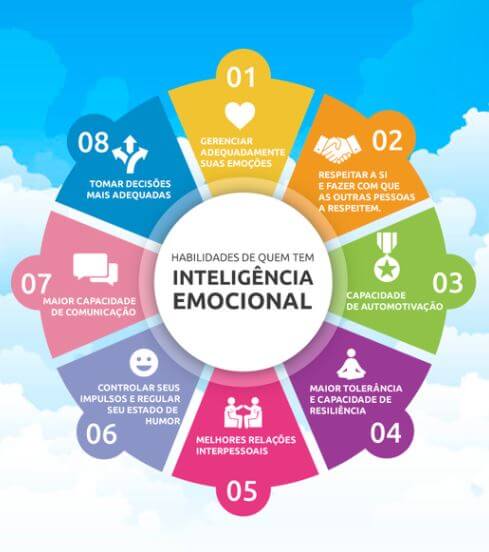 HABILIDADES DE QUEM TEM
INTELIGÊNCIA
EMOCIONAL
01
GERENCIAR
ADEQUADAMENTE
SUAS EMOÇÕES
02
RESPEITAR A SI
E FAZER COM QUE
AS OUTRAS PESSOAS
A RESPEITEM.
03
CAPACIDADE
DE AUTOMOTIVAÇÃO
04
MAIOR TOLERÂNCIA
E CAPACIDADE DE
RESILIÊNCIA
05
MELHORES RELAÇÕES
INTERPESSOAIS
06
CONTROLAR SEUS
IMPULSOS E REGULAR
SEU ESTADO DE
HUMOR
07
MAIOR CAPACIDADE
DE COMUNICAÇÃO
08
TOMAR DECISÕES
MAIS ADEQUADAS